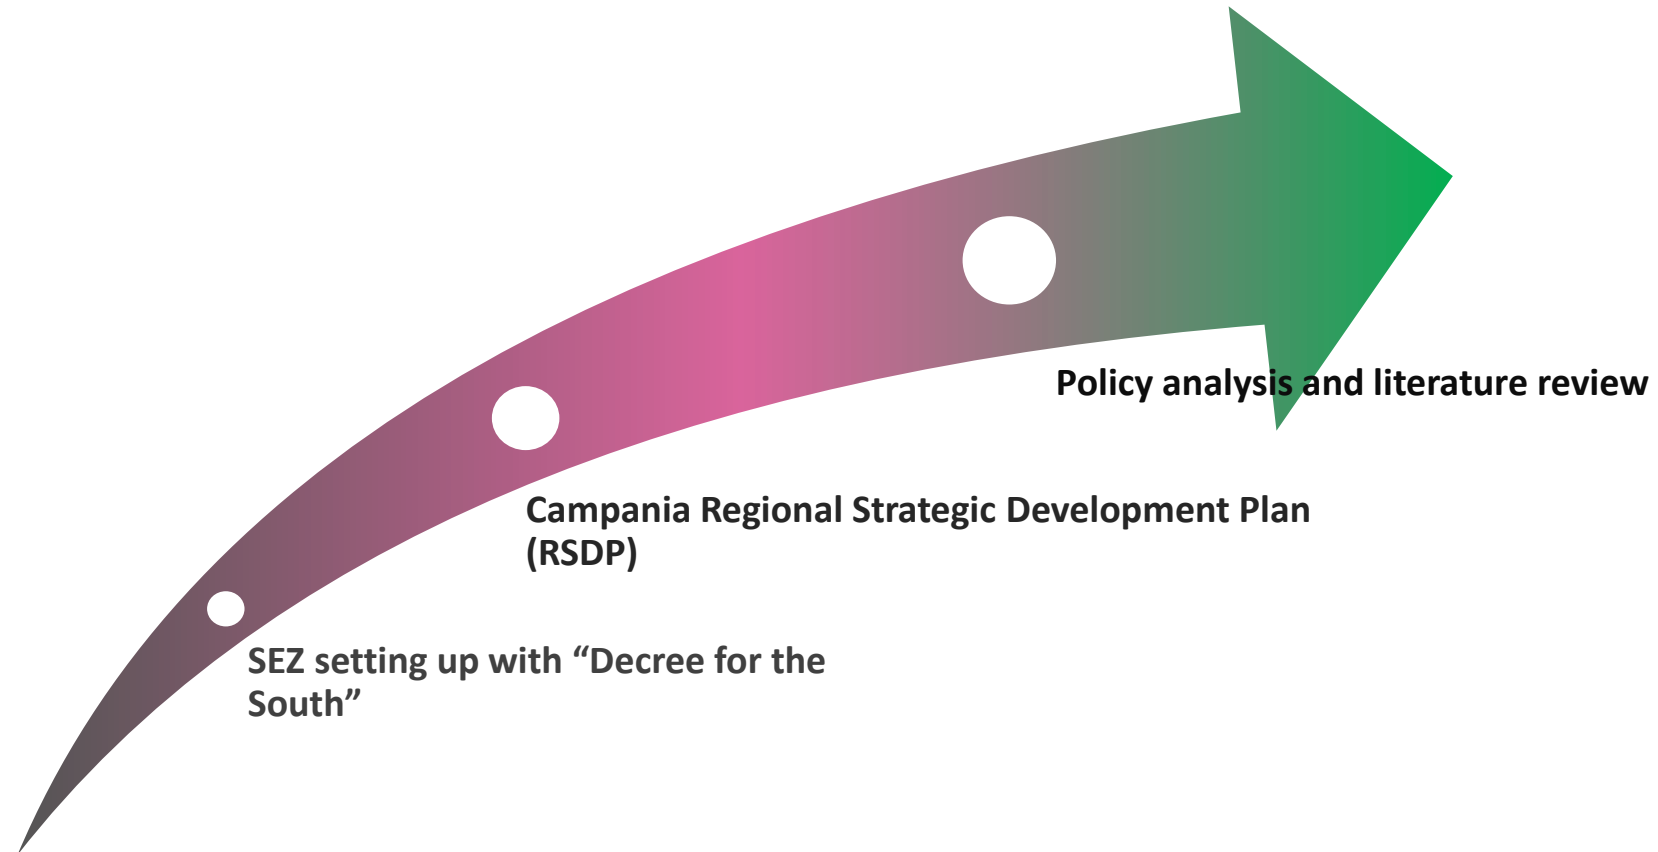 Policy analysis and literature review
Campania Regional Strategic Development Plan
(RSDP)
SEZ setting up with “Decree for the
South”